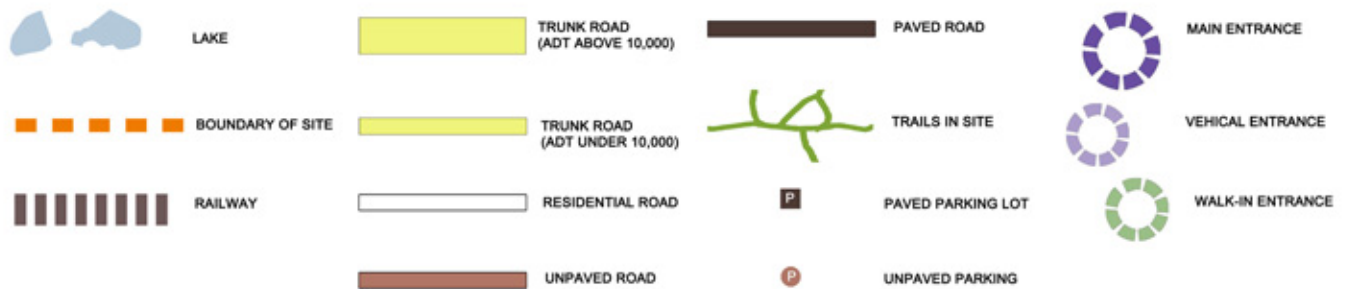 LAKE
TRUNK ROAD
(ADT ABOVE 10,000)
PAVED ROAD
MAIN ENTRANCE
BOUNDARY OF SITE
TRUNK ROAD
(ADT UNDER 10,000)
TRAILS IN SITE
VEHICAL ENTRANCE
RAILWAY
RESIDENTIAL ROAD
P
PAVED PARKING LOT
WALK-IN ENTRANCE
UNPAVED ROAD
P
UNPAVED PARKING